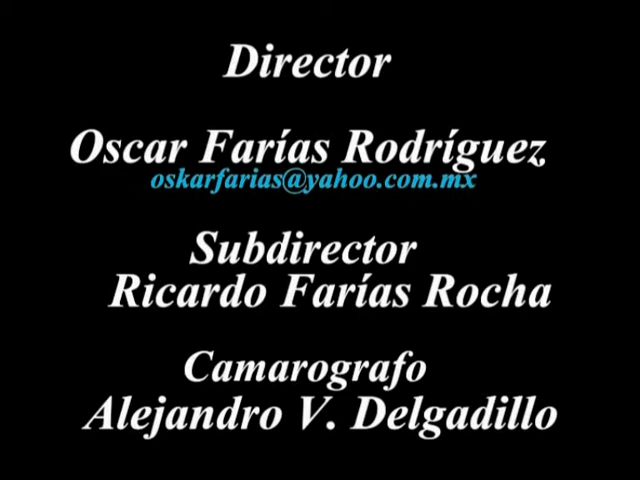 Director
Oscar Farías Rodríguez
oskarfarias@yahoo.com.mx
Subdirector
Ricardo Farías Rocha
Camarografo
Alejandro V. Delgadillo